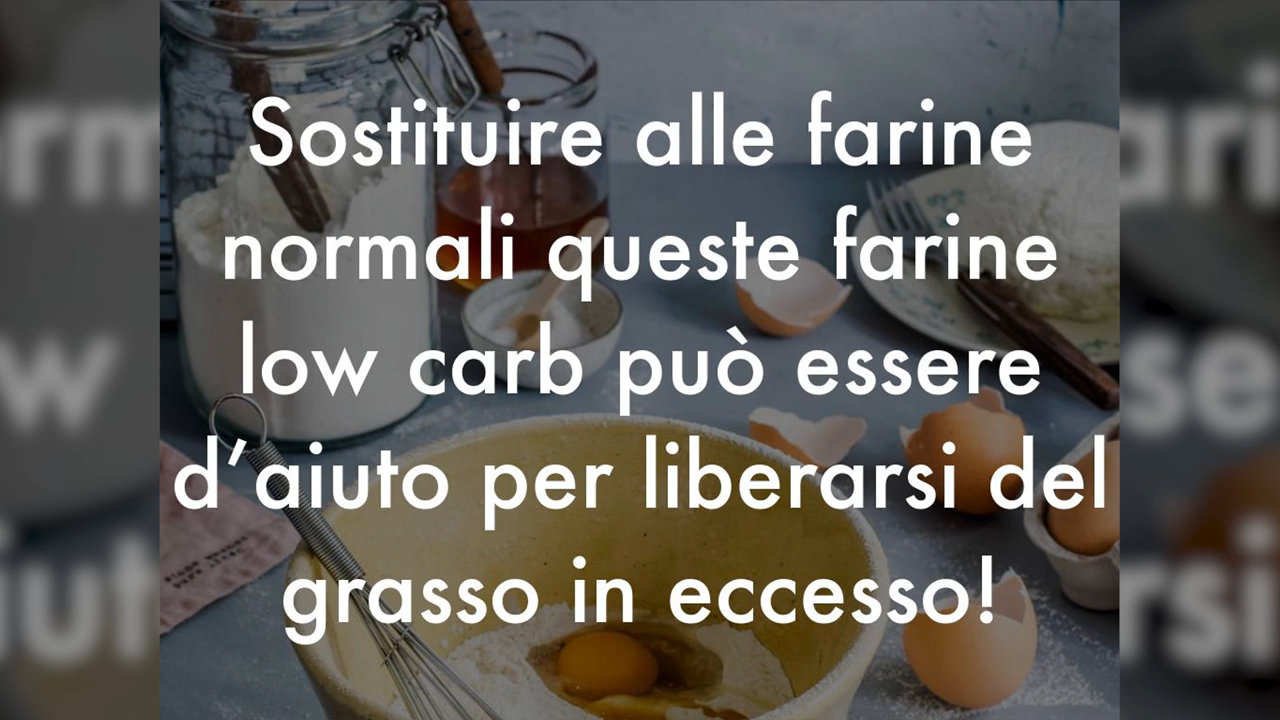 Sostituire alle farine
normali queste farine
low carb può essere
d’aiuto per liberarsi del
grasso in eccesso!